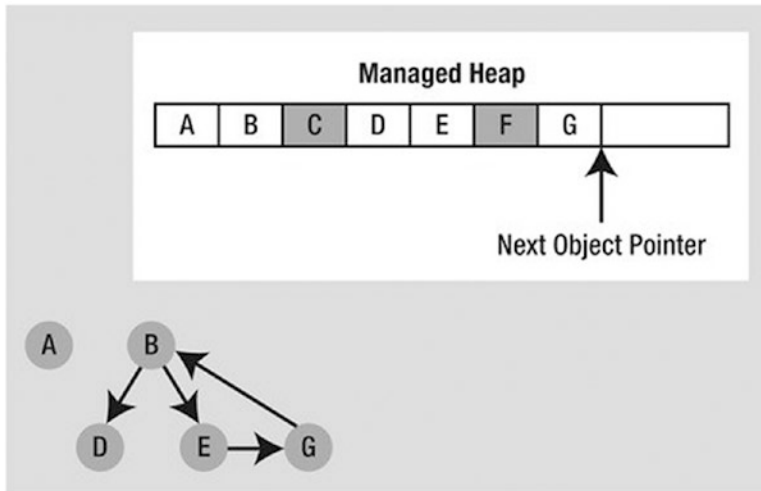 Managed Heap
A B C D E F G
Next Object Pointer
A B
D E G